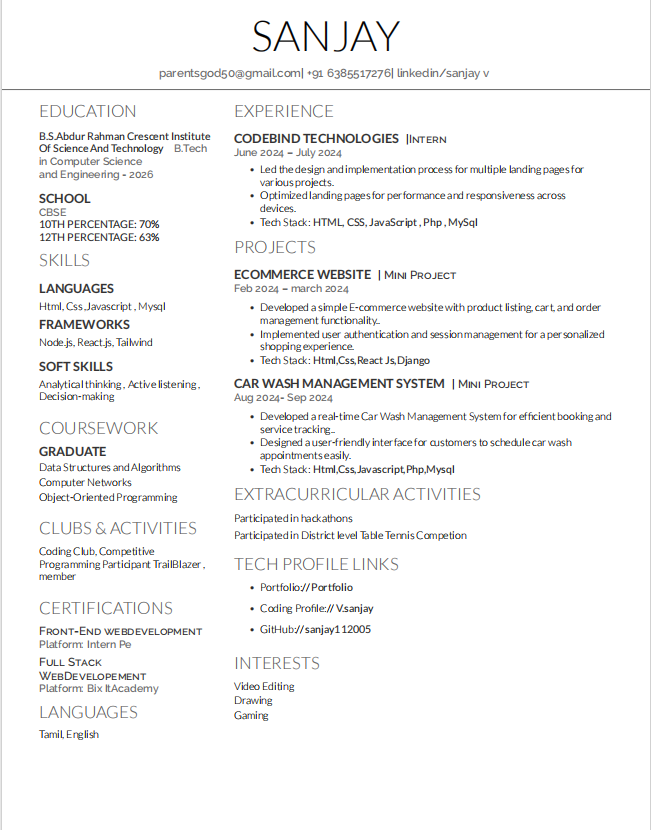 SANJAY
parentsgod50@gmail.com| +91 6385517276| linkedin/sanjay v
EDUCATION
B.S.Abdur Rahman Crescent Institute
Of Science And Technology B.Tech
in Computer Science
and Engineering - 2026
SCHOOL
CBSE
10TH PERCENTAGE: 70%
12TH PERCENTAGE: 63%
SKILLS
LANGUAGES
Html, Css ,Javascript , Mysql
FRAMEWORKS
Node.js, React.js, Tailwind
SOFT SKILLS
Analytical thinking , Active listening ,
Decision-making
COURSEWORK
GRADUATE
Data Structures and Algorithms
Computer Networks
Object-Oriented Programming
CLUBS & ACTIVITIES
Coding Club, Competitive
Programming Participant TrailBlazer ,
member
CERTIFICATIONS
FRONT-END WEBDEVELOPMENT
Platform: Intern Pe
FULL STACK
WEBDEVELOPEMENT
Platform: Bix ItAcademy
LANGUAGES
Tamil, English
EXPERIENCE
CODEBIND TECHNOLOGIES |INTERN
June 2024 – July 2024
• Led the design and implementation process for multiple landing pages for
various projects.
• Optimized landing pages for performance and responsiveness across
devices.
• Tech Stack: HTML, CSS, JavaScript , Php , MySql
PROJECTS
ECOMMERCE WEBSITE | MINI PROJECT
Feb 2024 – march 2024
• Developed a simple E-commerce website with product listing, cart, and order
management functionality..
• Implemented user authentication and session management for a personalized
shopping experience.
• Tech Stack: Html,Css,React Js,Django
CAR WASH MANAGEMENT SYSTEM | MINI PROJECT
Aug 2024- Sep 2024
• Developed a real-time Car Wash Management System for efficient booking and
service tracking..
• Designed a user-friendly interface for customers to schedule car wash
appointments easily.
• Tech Stack: Html,Css,Javascript,Php,Mysql
EXTRACURRICULAR ACTIVITIES
Participated in hackathons
Participated in District level Table Tennis Competion
TECH PROFILE LINKS
• Portfolio:// Portfolio
• Coding Profile:// V.sanjay
• GitHub:// sanjay112005
INTERESTS
Video Editing
Drawing
Gaming